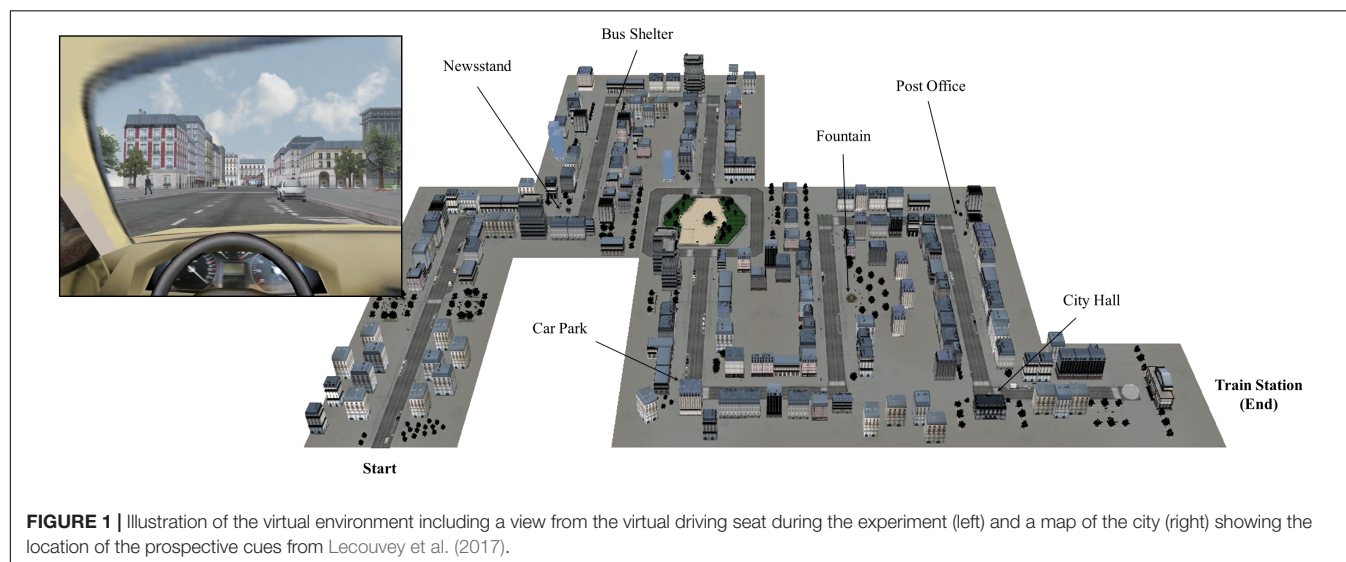 Bus Shelter
Newsstand
Post Office
Fountain
City Hall
Car Park
Train Station
(End)
Start
FIGURE 1 | Illustration of the virtual environment including a view from the virtual driving seat during the experiment (left) and a map of the city (right) showing the
location of the prospective cues from Lecouvey et al. (2017).